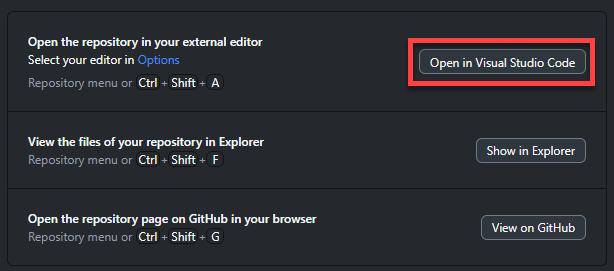 Open the repository in your external editor
Select your editor in Options
Repository menu or Ctrl + Shift + A
Open in Visual Studio Code
View the files of your repository in Explorer
Repository menu or Ctrl + Shift + F
Show in Explorer
Open the repository page on GitHub in your browser
Repository menu or Ctrl + Shift + G
View on GitHub